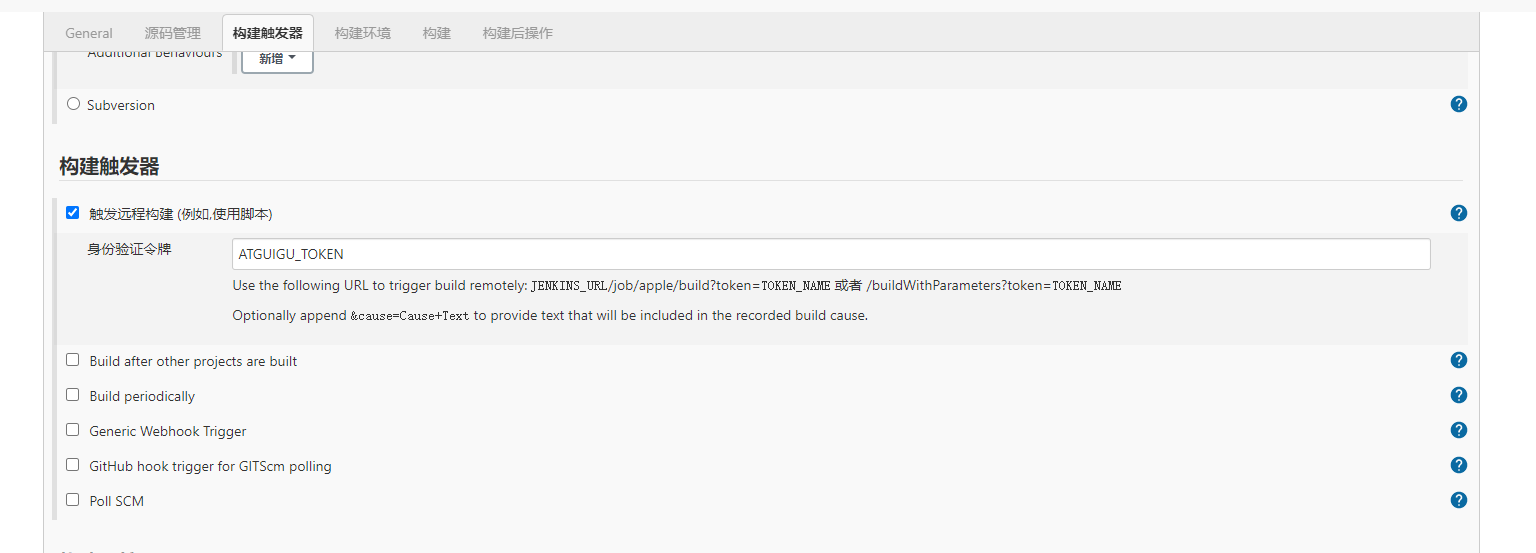 General 源码管理 构建触发器 构建环境 构建 构建后操作
Additional Behaviours 新增
Subversion
构建触发器
触发远程构建 (例如,使用脚本)
身份验证令牌 ATGUIGU_TOKEN
Use the following URL to trigger build remotely: JENKINS_URL/job/apple/build?token=TOKEN_NAME 或者 /buildWithParameters?token=TOKEN_NAME
Optionally append &cause=Cause+Text to provide text that will be included in the recorded build cause.
Build after other projects are built
Build periodically
Generic Webhook Trigger
GitHub hook trigger for GITScm polling
Poll SCM